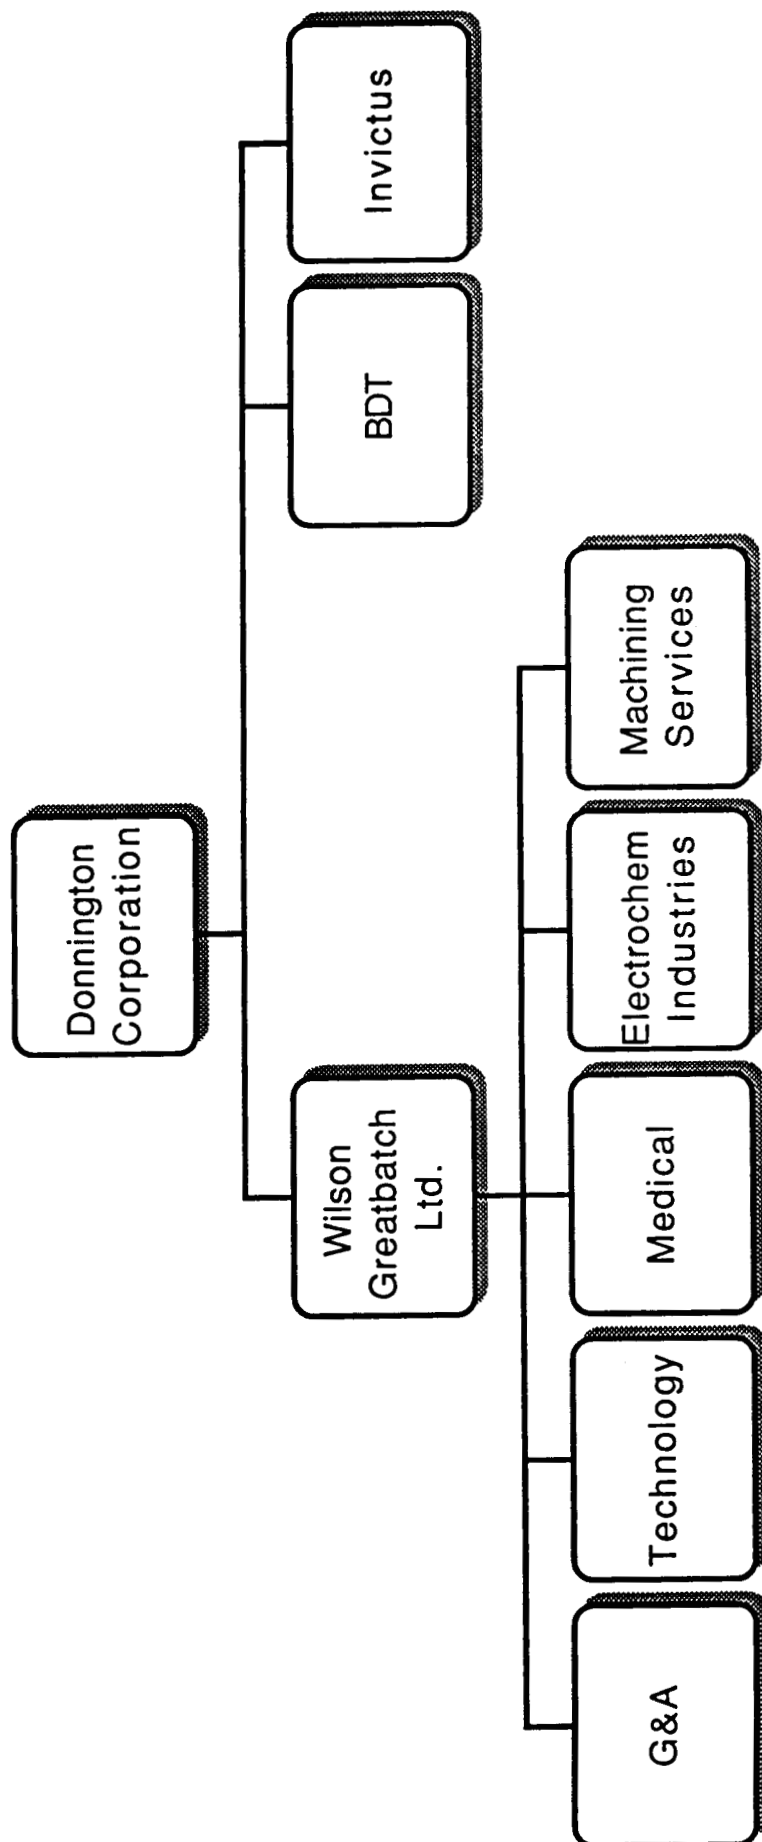 Donnington
Corporation
Wilson
Greatbatch
Ltd.
BDT
Invictus
G&A
Technology
Medical
Electrochem
Industries
Machining
Services